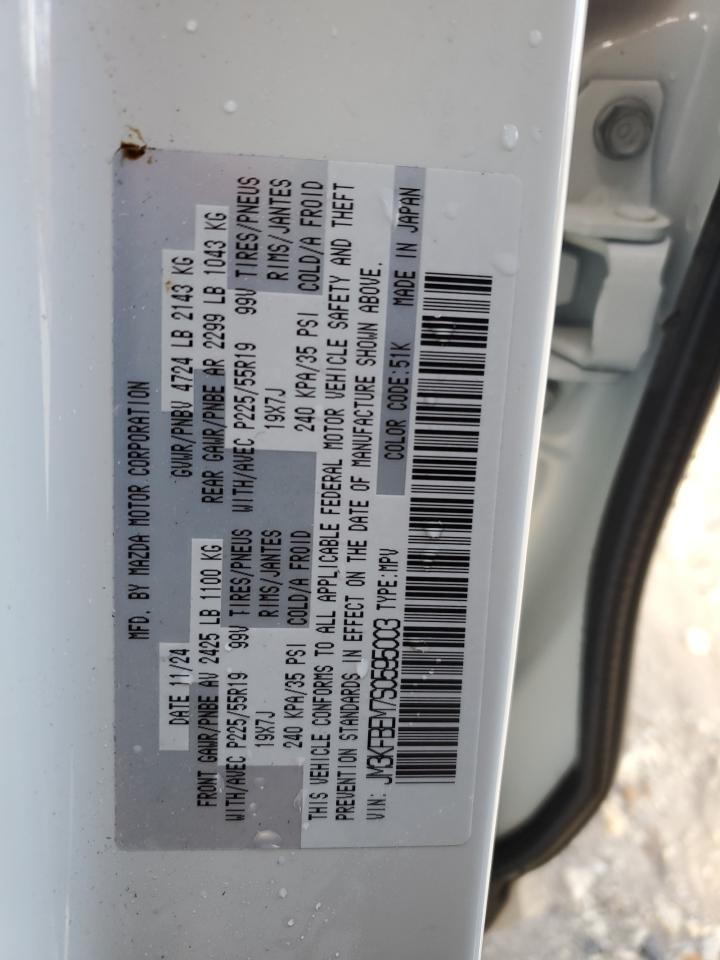 MFD. BY MAZDA MOTOR CORPORATION
DATE 11/24 GVWR/PNBV 4724 LB 2143 KG
FRONT GAWR/PNBE AV 2425 LB 1100 KG REAR GAWR/PNBE AR 2299 LB 1043 KG
WITH/AVEC P225/55R19 99V TIRES/PNEUS WITH/AVEC P225/55R19 99V TIRES/PNEUS
19X7J RIMS/JANTES 19X7J RIMS/JANTES
240 KPA/35 PSI COLD/A FROID 240 KPA/35 PSI COLD/A FROID
THIS VEHICLE CONFORMS TO ALL APPLICABLE FEDERAL MOTOR VEHICLE SAFETY AND THEFT
PREVENTION STANDARDS IN EFFECT ON THE DATE OF MANUFACTURE SHOWN ABOVE.
VIN: JM3KFBEM7S0595003 TYPE:MPV COLOR CODE:51K MADE IN JAPAN